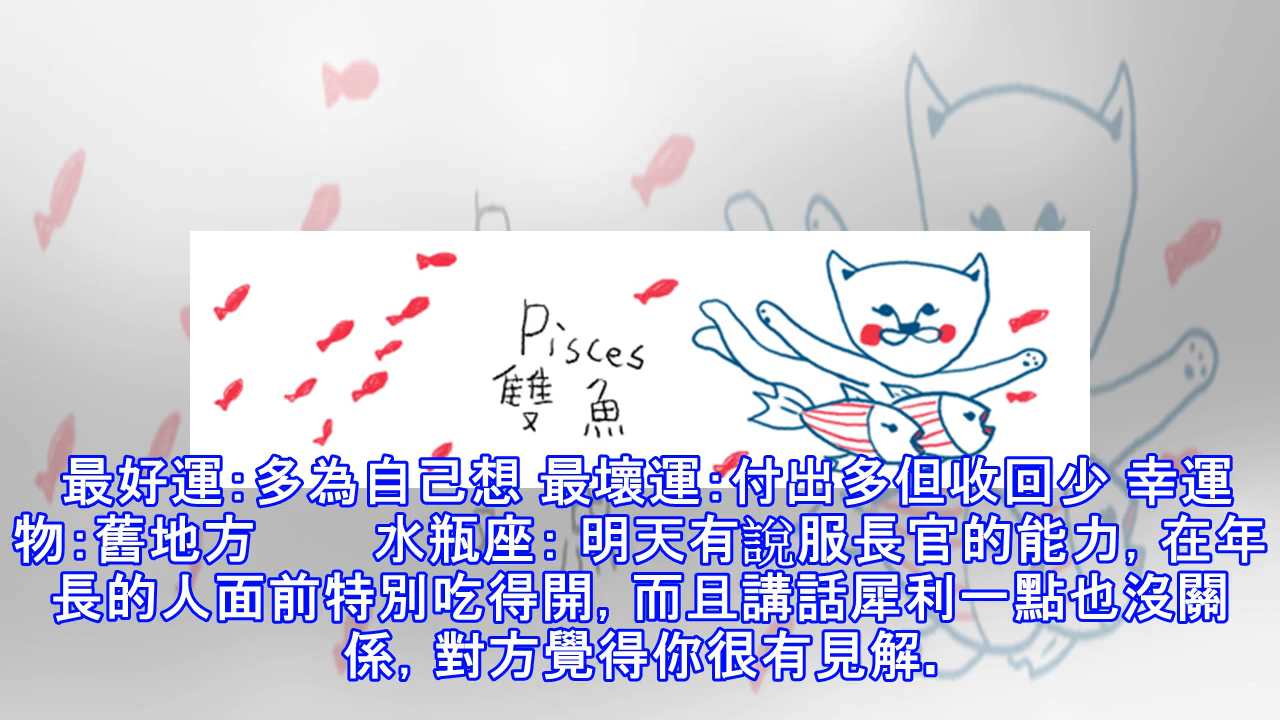 Pisces
雙魚
最好運:多為自己想 最壞運:付出多但收回少 幸運
物:舊地方 水瓶座: 明天有說服長官的能力, 在年
長的人面前特別吃得開, 而且講話犀利一點也沒關
係, 對方覺得你很有見解.